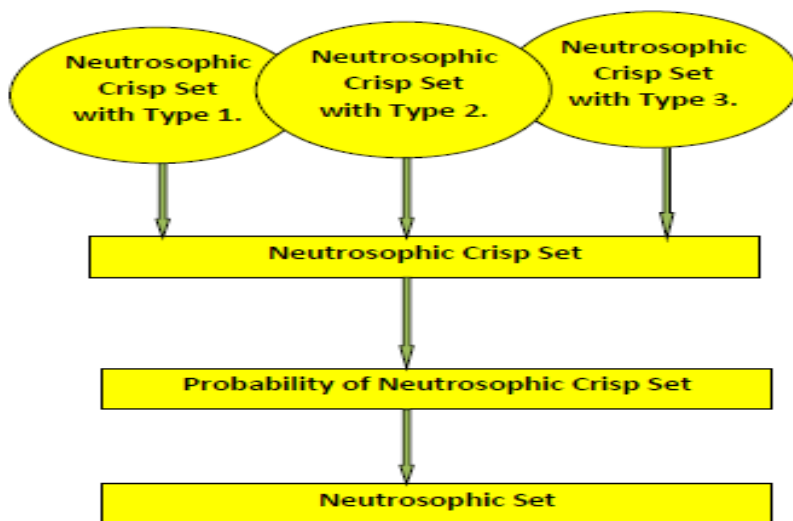 Neutrosophic
Crisp Set
with Type 1.
Neutrosophic
Crisp Set
with Type 2.
Neutrosophic
Crisp Set
with Type 3.
Neutrosophic Crisp Set
Probability of Neutrosophic Crisp Set
Neutrosophic Set